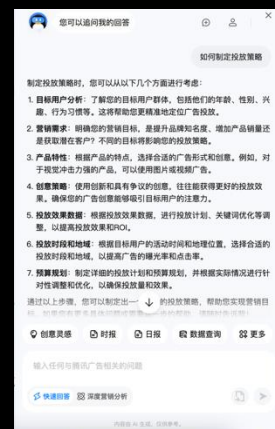 您可以追问我的回答
如何制定投放策略
制定投放策略时，您可以从以下几个方面进行考虑：
1. 目标用户分析：了解您的目标用户群体，包括他们的年龄、性别、兴
趣、行为习惯等。这将帮助您更精准地定位广告投放。
2. 营销需求：明确您的营销目标，是提升品牌知名度、增加产品销量还
是获取潜在客户？不同的目标将影响您的投放策略。
3. 产品特性：根据产品的特点，选择合适的广告形式和创意。例如，对
于视觉冲击力强的产品，可以使用图片或视频广告。
4. 创意策略：使用创新和具有争议的创意，往往能获得更好的投放效
果。确保您的广告创意能够吸引目标用户的注意力。
5. 投放效果数据：根据投放效果数据，进行投放计划、关键词优化等调
整，以提高投放效果和ROI。
6. 投放时段和地域：根据目标用户的活动时间和地理位置，选择合适的
投放时段和地域，以提高广告的曝光率和点击率。
7. 预算规划：制定详细的投放计划和预算规划，并根据实际情况进行针
对性调整和优化，以确保投放量和效果。
通过以上步骤，您可以制定出一 的投放策略，帮助您实现营销目
创意灵感 时报 日报 数据查询 更多
输入任何与腾讯广告相关的问题
快速回答 深度营销分析
内容由 AI 生成，仅供参考。